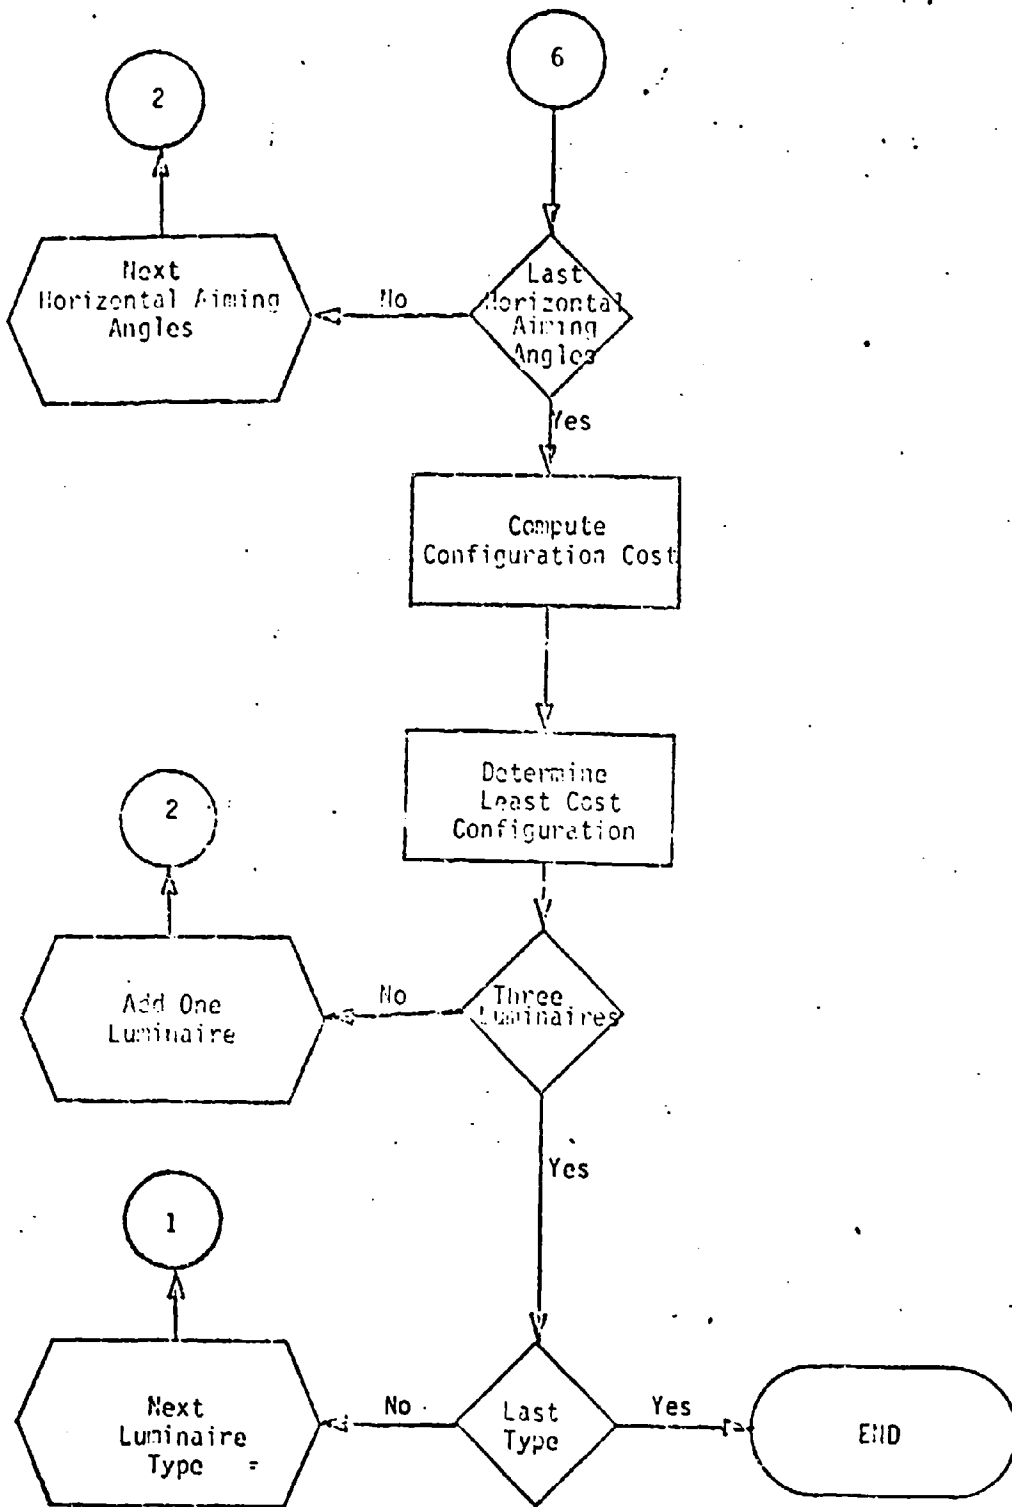 6
2
Next
Horizontal Aiming
Angles
No
Last
Horizontal
Aiming
Angles
Yes
Compute
Configuration Cost
Determine
Least Cost
Configuration
2
Add One
Luminaire
No
Three
Luminaires
Yes
1
Next
Luminaire
Type
No
Last
Type
Yes
END